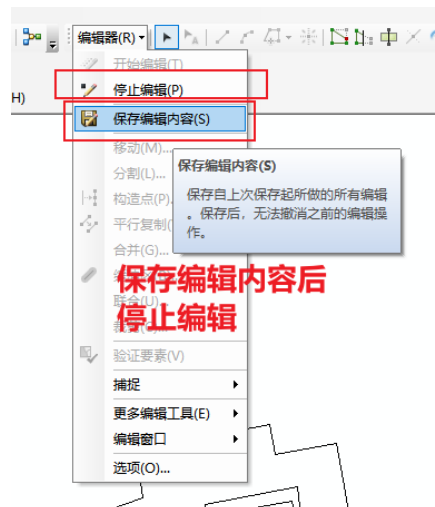 编辑器(R)
开始编辑(T)
H)
停止编辑(P)
保存编辑内容(S)
移动(M)...
保存编辑内容(S)
分割(L)...
保存自上次保存起所做的所有编辑
构造点(P)
。保存后，无法撤消之前的编辑操
平行复制(
作。
合并(G)...
保存编辑内容后
联合(U)...
停止编辑
验证要素(V)
捕捉
更多编辑工具(E)
编辑窗口
选项(O)...